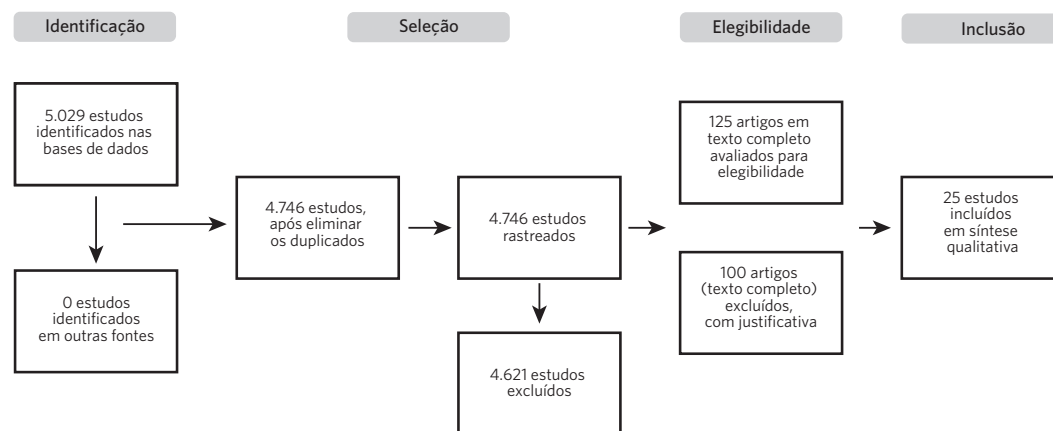 Identificação
Seleção
Elegibilidade
Inclusão
5.029 estudos
identificados nas
bases de dados
0 estudos
identificados
em outras fontes
4.746 estudos,
após eliminar
os duplicados
4.746 estudos
rastreados
4.621 estudos
excluídos
125 artigos em
texto completo
avaliados para
elegibilidade
100 artigos
(texto completo)
excluídos,
com justificativa
25 estudos
incluídos
em síntese
qualitativa